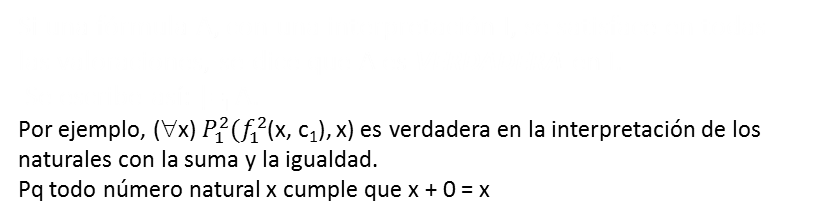 Por ejemplo, (∀x) 𝑃₁²(𝑓₁²(x, c₁), x) es verdadera en la interpretación de los
naturales con la suma y la igualdad.
Pq todo número natural x cumple que x + 0 = x